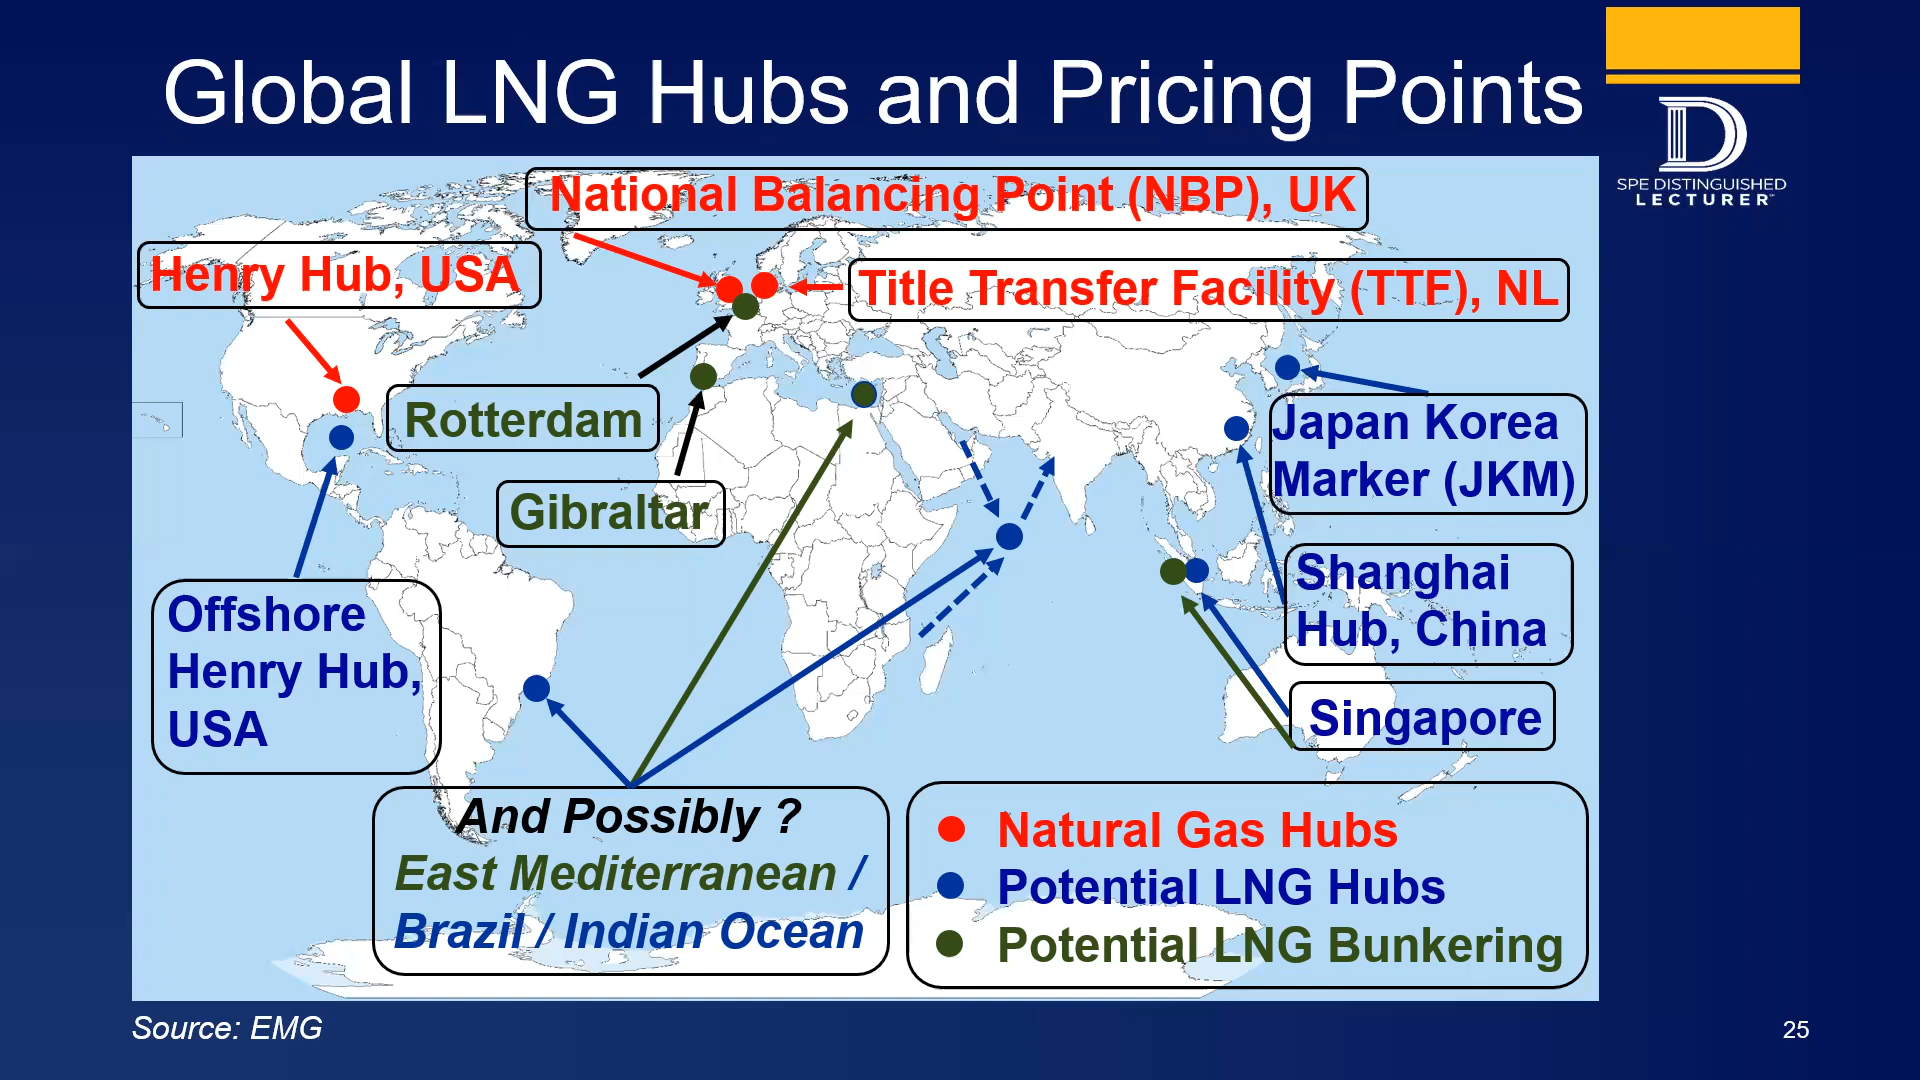 Global LNG Hubs and Pricing Points
SPE DISTINGUISHED
LECTURER™
National Balancing Point (NBP), UK
Henry Hub, USA
Title Transfer Facility (TTF), NL
Rotterdam
Japan Korea
Marker (JKM)
Gibraltar
Shanghai
Hub, China
Offshore
Henry Hub,
USA
Singapore
And Possibly ?
East Mediterranean /
Brazil / Indian Ocean
Natural Gas Hubs
Potential LNG Hubs
Potential LNG Bunkering
Source: EMG
25